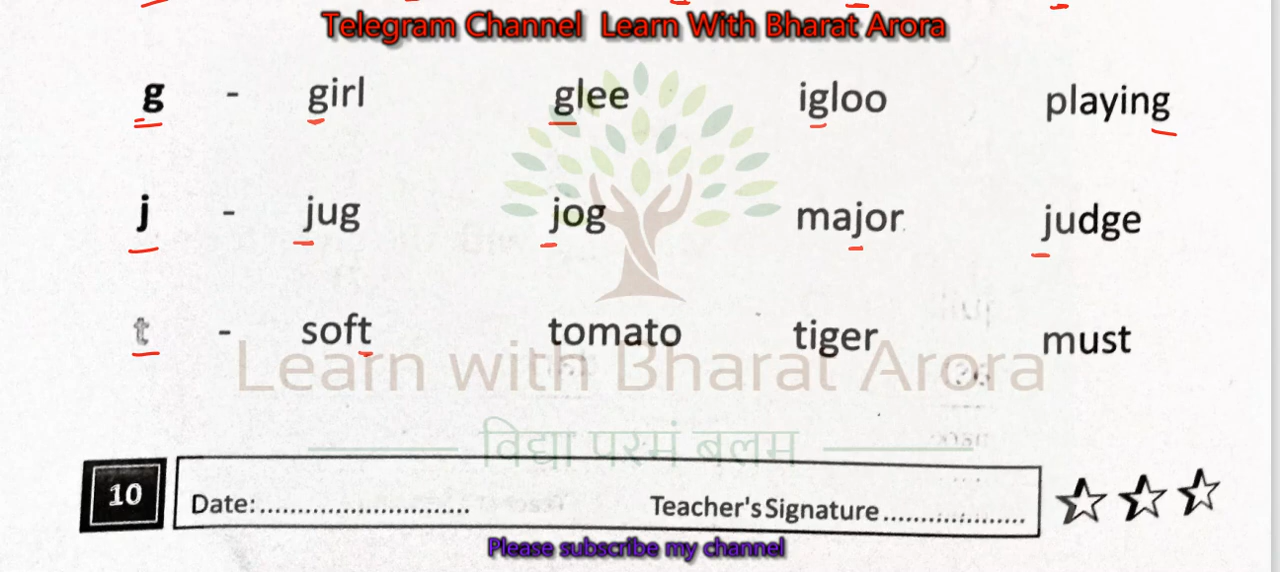 Telegram Channel Learn With Bharat Arora
g - girl glee igloo playing
j - jug jog major judge
t - soft tomato tiger must
Learn with Bharat Arora
विद्या परमं बलम
10 Date:........................... Teacher's Signature....................
Please subscribe my channel